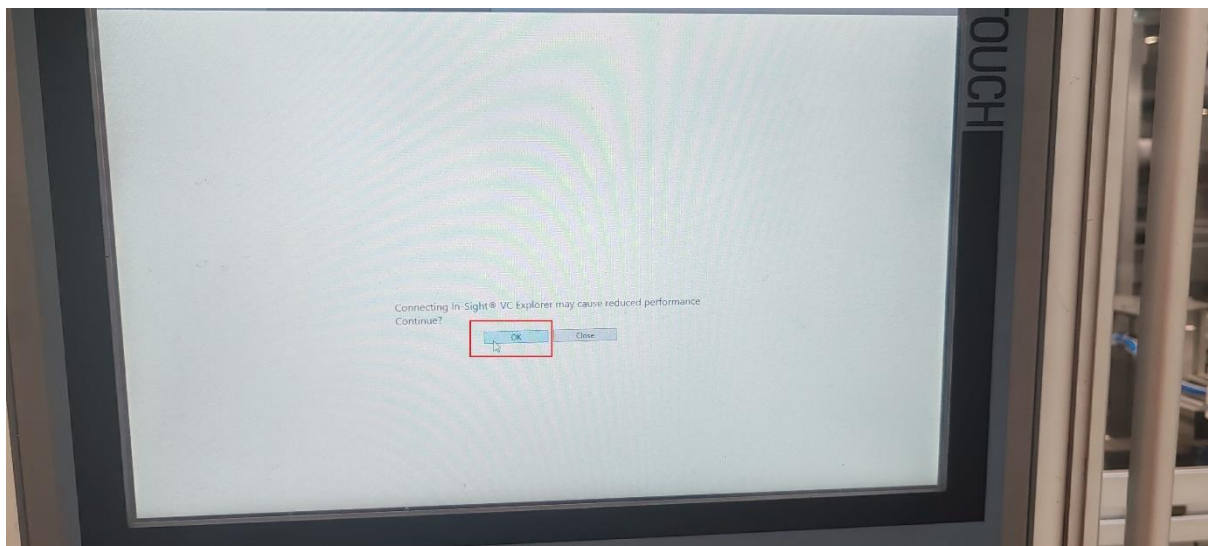 OUCH
Connecting In-Sight® VC Explorer may cause reduced performance
Continue?
OK Close